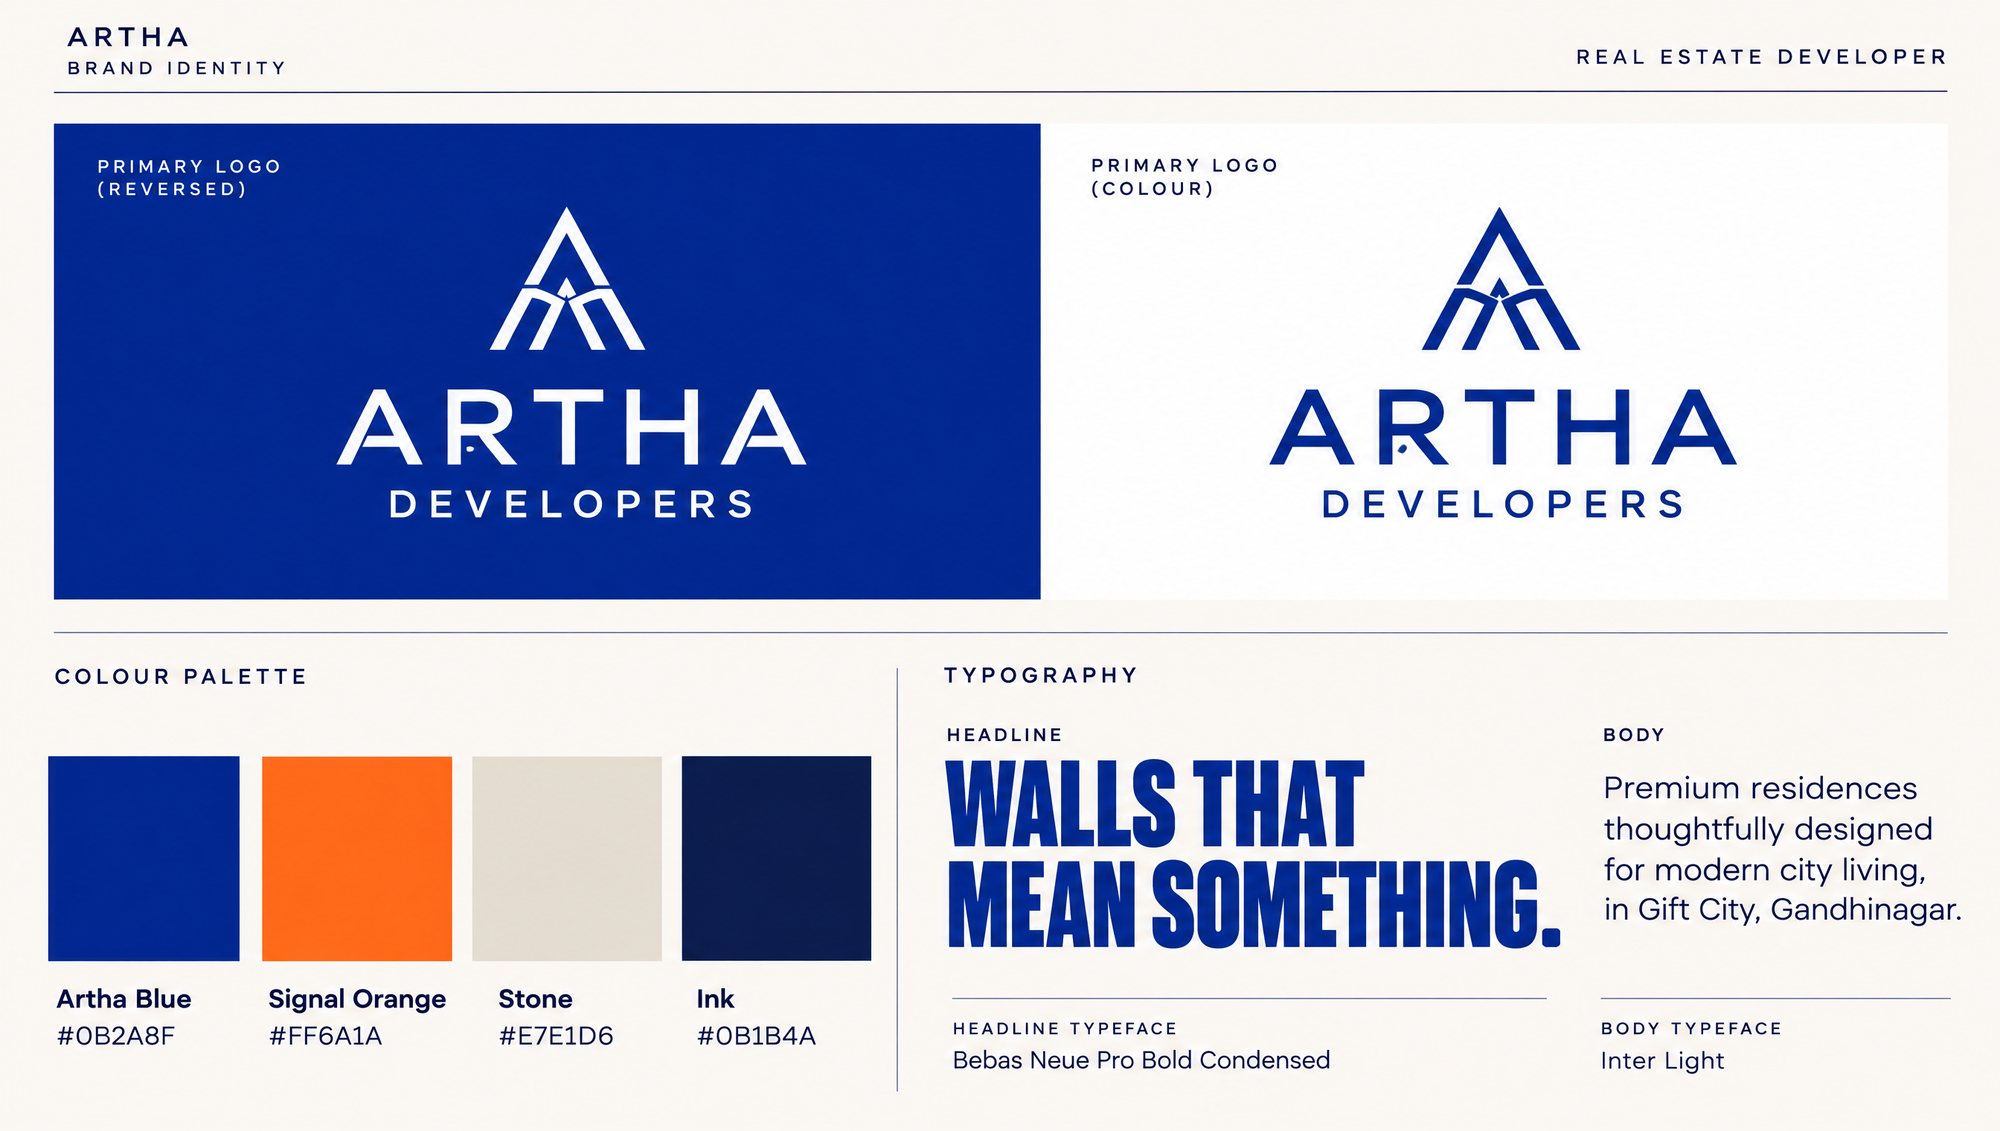 ARTHA
BRAND IDENTITY
REAL ESTATE DEVELOPER
PRIMARY LOGO
(REVERSED)
ARTHA
DEVELOPERS
PRIMARY LOGO
(COLOUR)
ARTHA
DEVELOPERS
COLOUR PALETTE
Artha Blue
#0B2A8F
Signal Orange
#FF6A1A
Stone
#E7E1D6
Ink
#0B1B4A
TYPOGRAPHY
HEADLINE
WALLS THAT
MEAN SOMETHING.
HEADLINE TYPEFACE
Bebas Neue Pro Bold Condensed
BODY
Premium residences
thoughtfully designed
for modern city living,
in Gift City, Gandhinagar.
BODY TYPEFACE
Inter Light